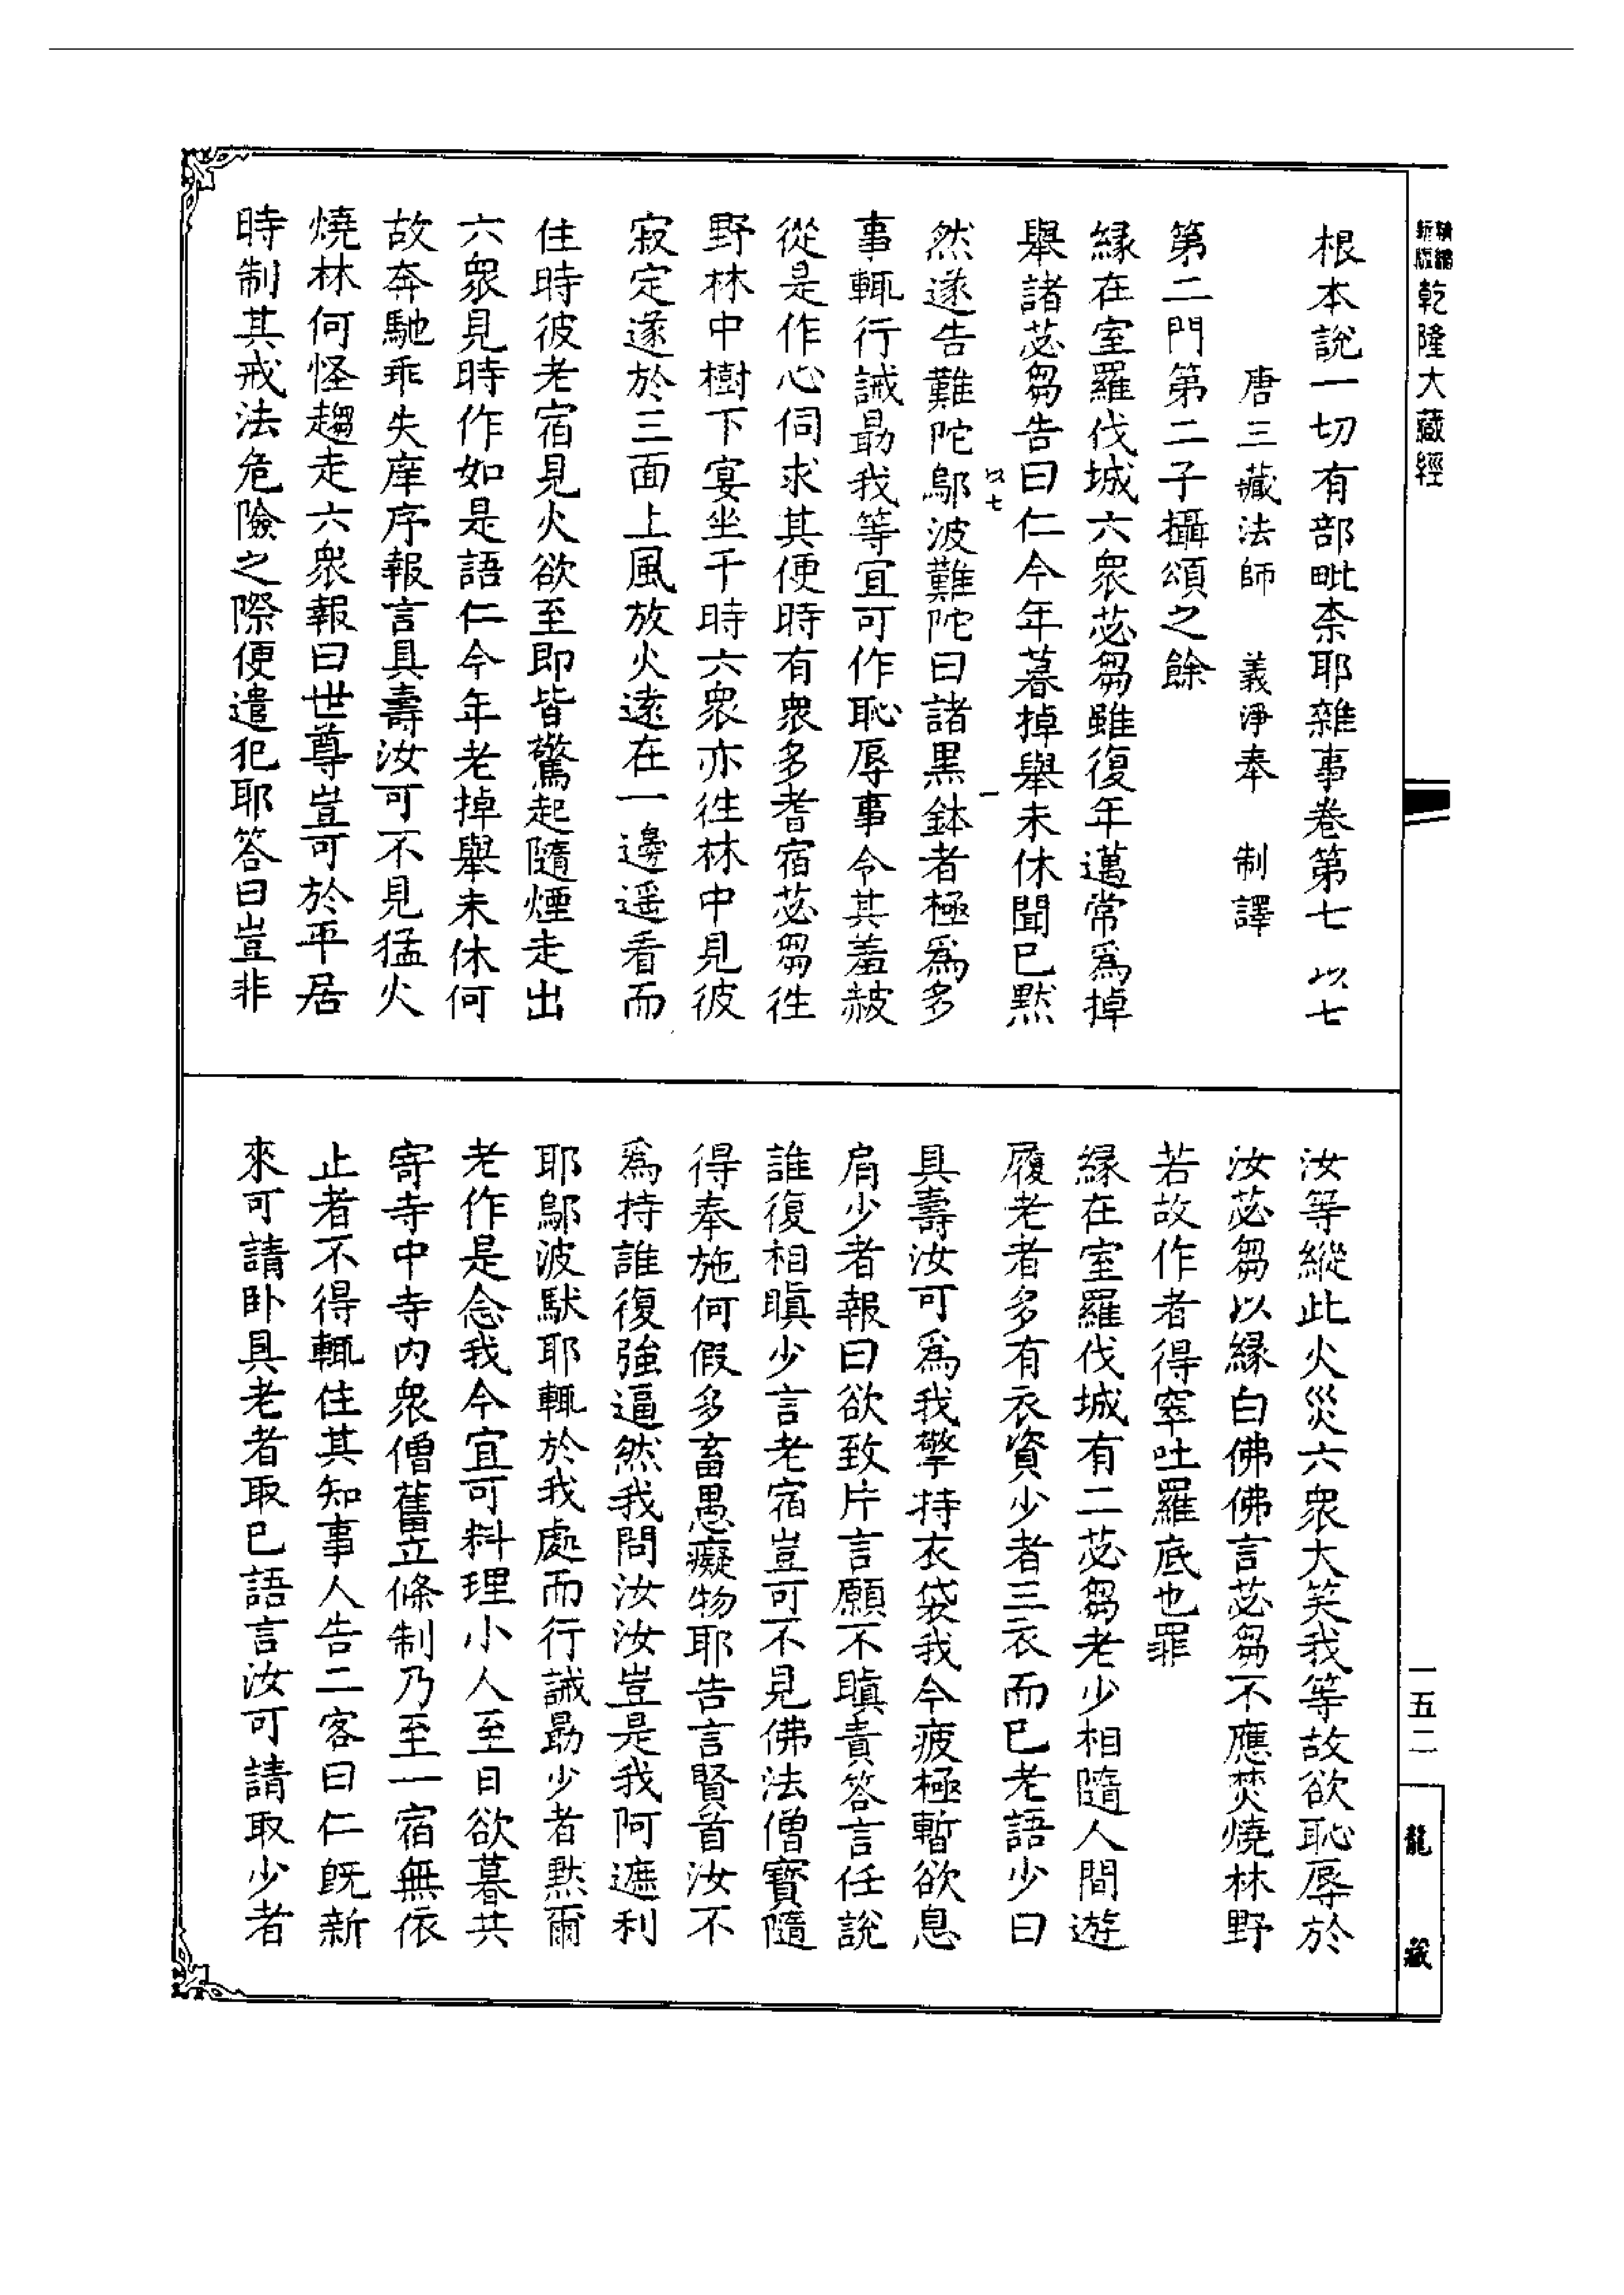 乾隆大藏經
根本說一切有部毗奈耶雜事卷第七 以七
唐三藏法師 義淨奉 制譯
第二門第二子攝頌之餘
緣在室羅伐城六眾苾芻雖復年邁常為掉
舉諸苾芻告曰仁今年暮掉舉未休聞已默
以七 一
然遂告難陀鄔波難陀曰諸黑鉢者極為多
事輒行誡勗我等宜可作恥辱事令其羞赧
從是作心伺求其便時有眾多耆宿苾芻往
野林中樹下宴坐于時六眾亦往林中見彼
寂定遂於三面上風放火遠在一邊遥看而
住時彼老宿見火欲至即皆驚起隨煙走出
六眾見時作如是語仁今年老掉舉未休何
故奔馳乖失庠序報言具壽汝可不見猛火
燒林何怪趨走六眾報曰世尊豈可於平居
時制其戒法危險之際便遣犯耶答曰豈非
汝等縱此火災六眾大笑我等故欲恥辱於
汝苾芻以緣白佛佛言苾芻不應焚燒林野
若故作者得窣吐羅底也罪
緣在室羅伐城有二苾芻老少相隨人間遊
履老者多有衣資少者三衣而已老語少曰
具壽汝可為我擎持衣袋我今疲極暫欲息
肩少者報曰欲致片言願不瞋責答言任說
誰復相瞋少言老宿豈可不見佛法僧寶隨
得奉施何假多畜愚癡物耶告言賢首汝不
為持誰復強逼然我問汝汝豈是我阿遮利
耶鄔波馱耶輒於我處而行誡勗少者默爾
老作是念我今宜可料理小人至日欲暮共
寄寺中寺內眾僧舊立條制乃至一宿無依
止者不得輒住其知事人告二客曰仁既新
來可請臥具老者取已語言汝可請取少者
一五二
龍藏